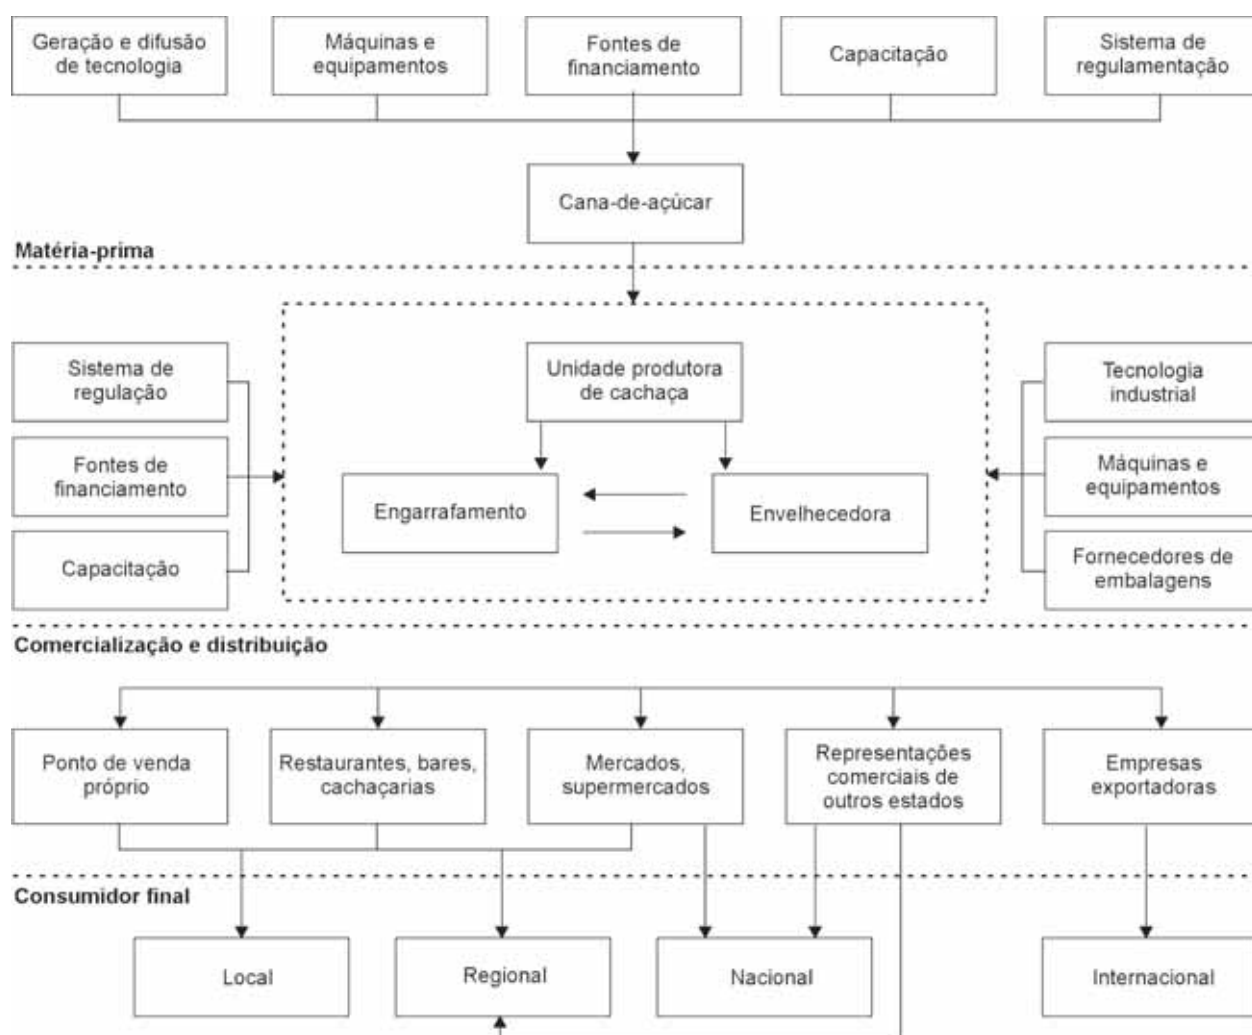 Geração e difusão
de tecnologia
Máquinas e
equipamentos
Fontes de
financiamento
Capacitação
Sistema de
regulamentação
Cana-de-açúcar
Matéria-prima
Sistema de
regulação
Fontes de
financiamento
Capacitação
Unidade produtora
de cachaça
Engarrafamento
Envelhecedora
Tecnologia
industrial
Máquinas e
equipamentos
Fornecedores de
embalagens
Comercialização e distribuição
Ponto de venda
próprio
Restaurantes, bares,
cachaçarias
Mercados,
supermercados
Representações
comerciais de
outros estados
Empresas
exportadoras
Consumidor final
Local
Regional
Nacional
Internacional